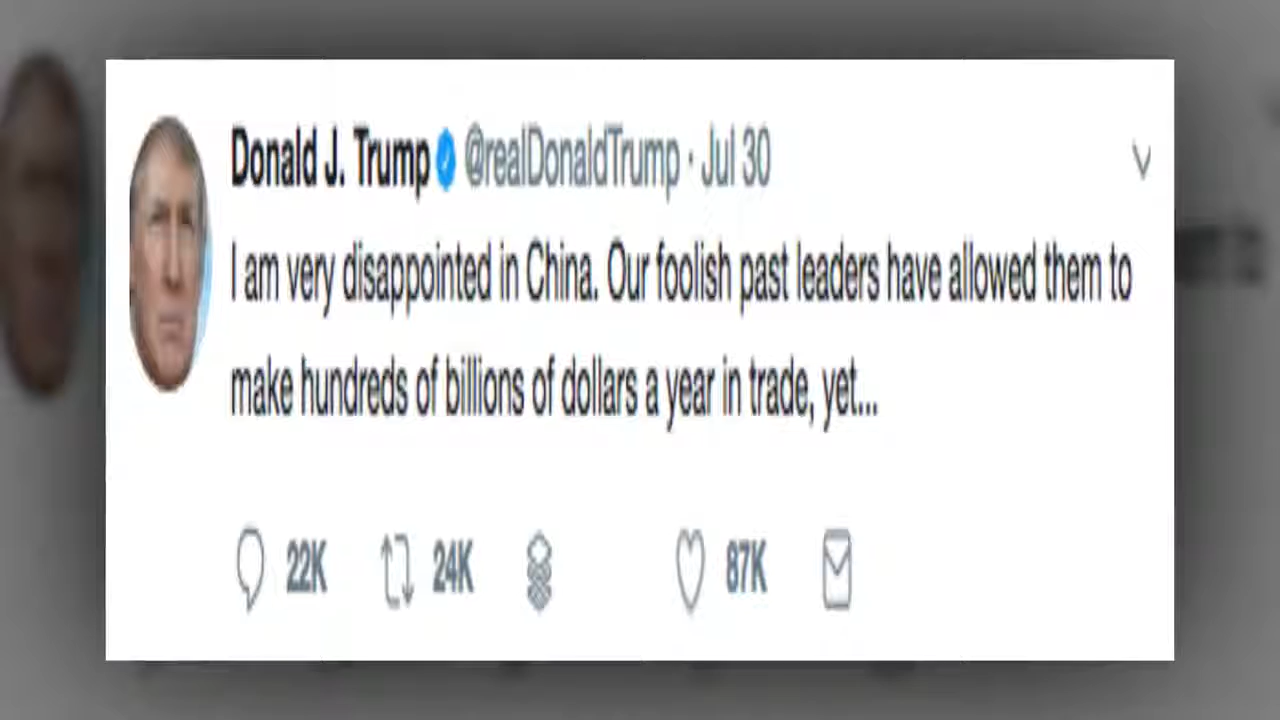 Donald J. Trump @realDonaldTrump · Jul 30
I am very disappointed in China. Our foolish past leaders have allowed them to
make hundreds of billions of dollars a year in trade, yet...
22K 24K 87K